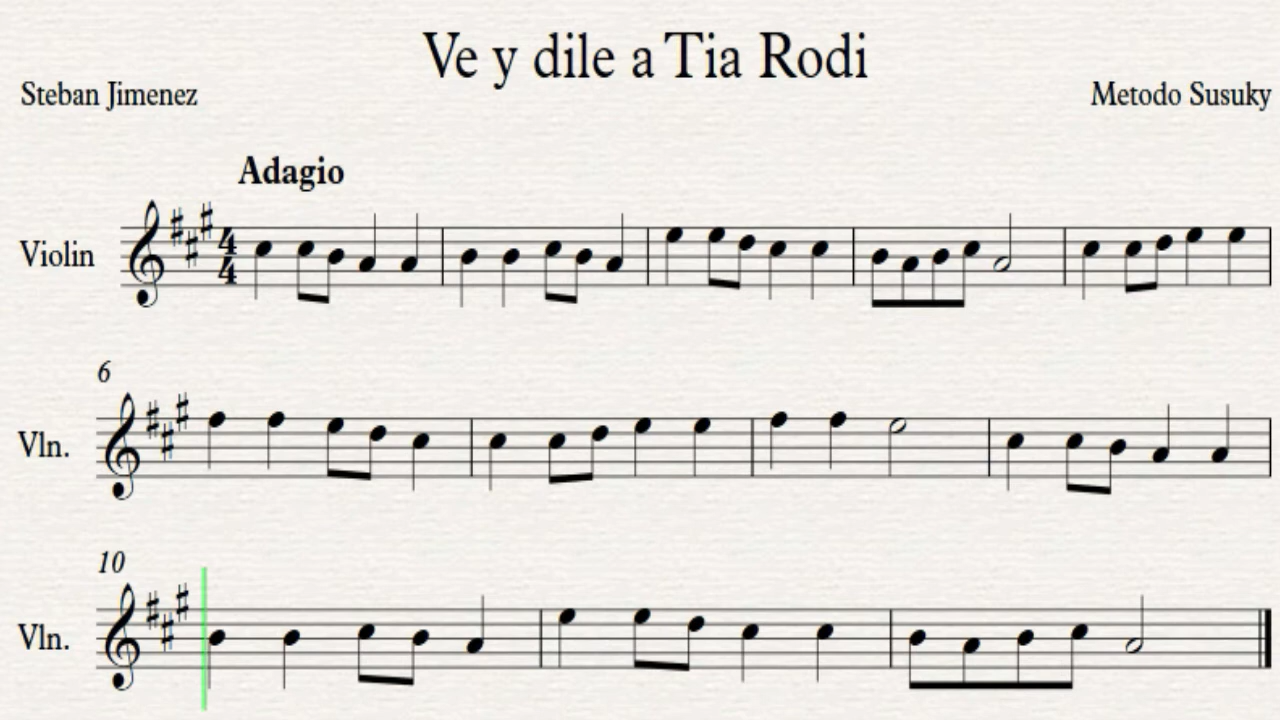 Ve y dile a Tia Rodi
Steban Jimenez
Metodo Susuky
Adagio
Violin
4
4
6
Vln.
10
Vln.